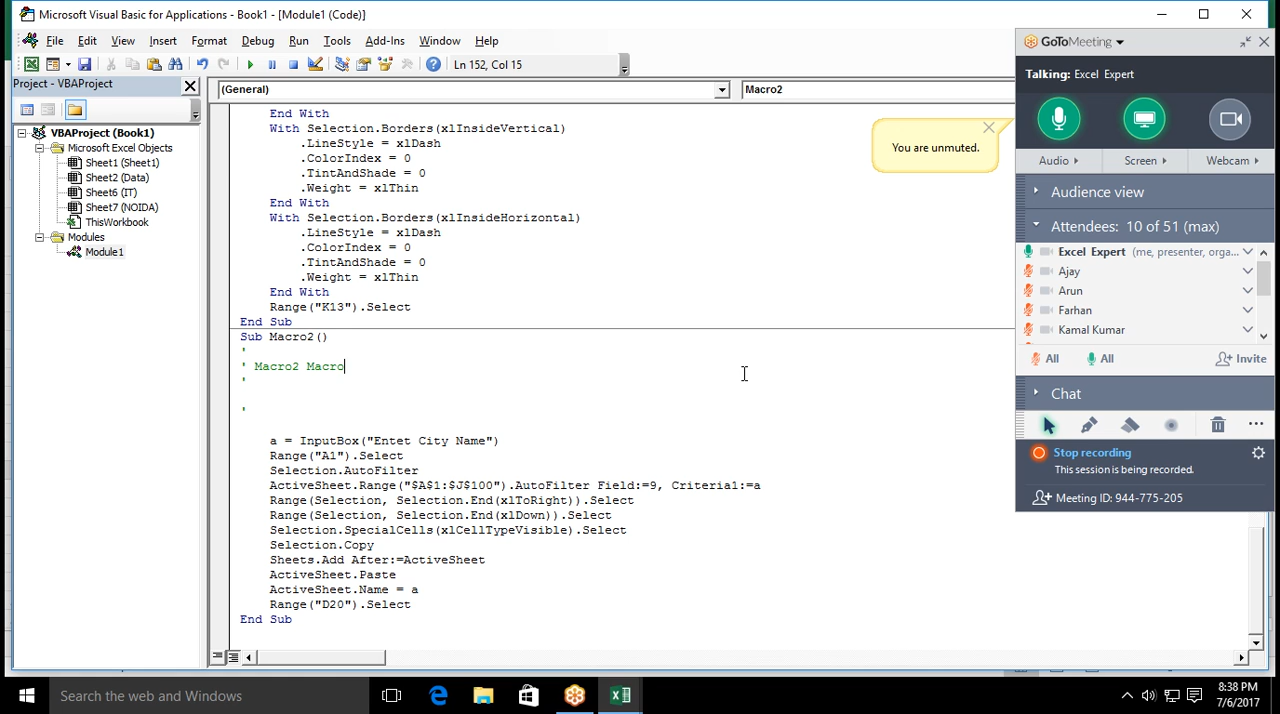 Microsoft Visual Basic for Applications - Book1 - [Module1 (Code)]
File Edit View Insert Format Debug Run Tools Add-Ins Window Help
Ln 152, Col 15
Project - VBAProject
(General)
Macro2
VBAProject (Book1)
Microsoft Excel Objects
Sheet1 (Sheet1)
Sheet2 (Data)
Sheet6 (IT)
Sheet7 (NOIDA)
ThisWorkbook
Modules
Module1
End With
With Selection.Borders(xlInsideVertical)
.LineStyle = xlDash
.ColorIndex = 0
.TintAndShade = 0
.Weight = xlThin
End With
With Selection.Borders(xlInsideHorizontal)
.LineStyle = xlDash
.ColorIndex = 0
.TintAndShade = 0
.Weight = xlThin
End With
Range("K13").Select
End Sub
Sub Macro2()
'
' Macro2 Macro
'
'
a = InputBox("Entet City Name")
Range("A1").Select
Selection.AutoFilter
ActiveSheet.Range("$A$1:$J$100").AutoFilter Field:=9, Criteria1:=a
Range(Selection, Selection.End(xlToRight)).Select
Range(Selection, Selection.End(xlDown)).Select
Selection.SpecialCells(xlCellTypeVisible).Select
Selection.Copy
Sheets.Add After:=ActiveSheet
ActiveSheet.Paste
ActiveSheet.Name = a
Range("D20").Select
End Sub
You are unmuted.
GoToMeeting
Talking: Excel Expert
Audio Screen Webcam
Audience view
Attendees: 10 of 51 (max)
Excel Expert (me, presenter, orga...
Ajay
Arun
Farhan
Kamal Kumar
All All Invite
Chat
Stop recording
This session is being recorded.
Meeting ID: 944-775-205
Search the web and Windows
8:38 PM
7/6/2017